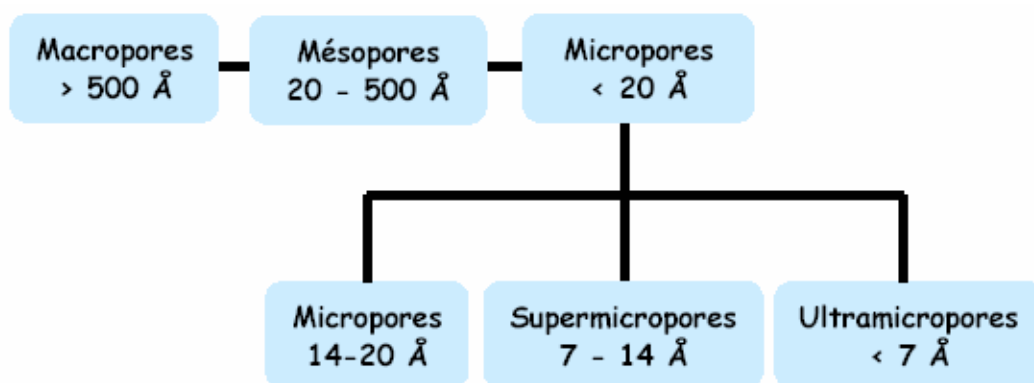 Macropores
> 500 Å
Mésopores
20 - 500 Å
Micropores
< 20 Å
Micropores
14-20 Å
Supermicropores
7 - 14 Å
Ultramicropores
< 7 Å